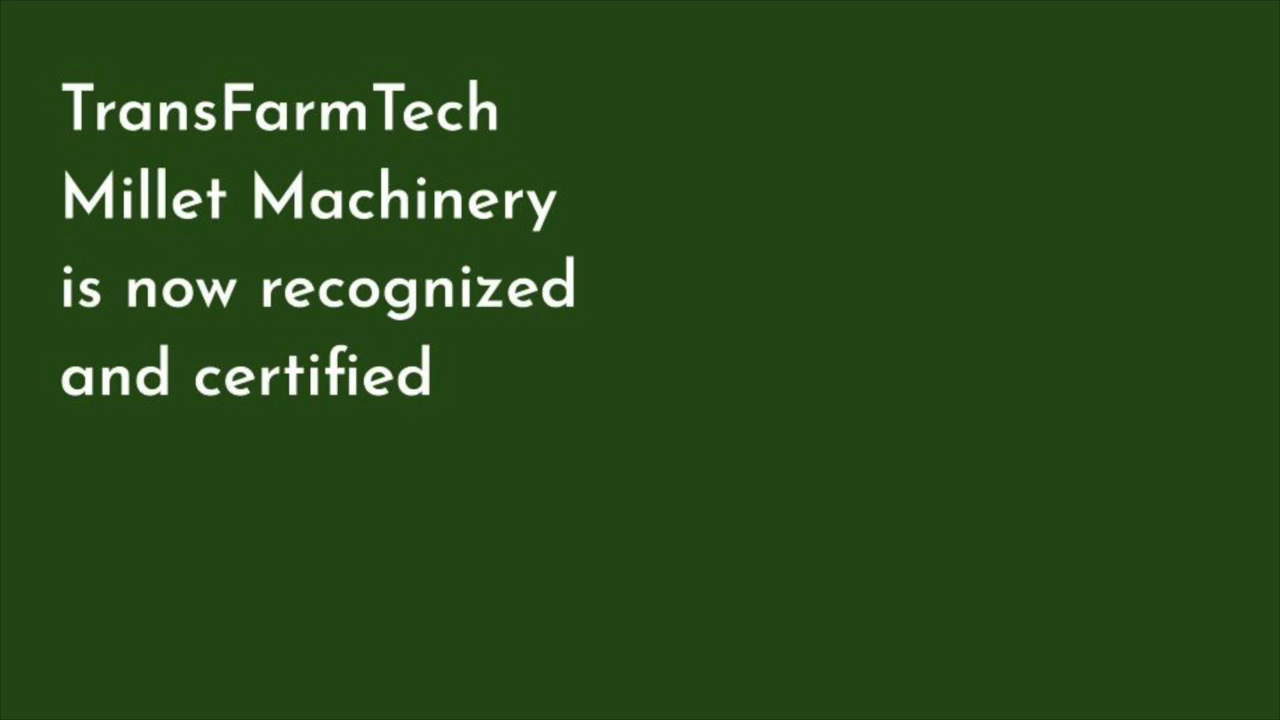 TransFarmTech
Millet Machinery
is now recognized
and certified